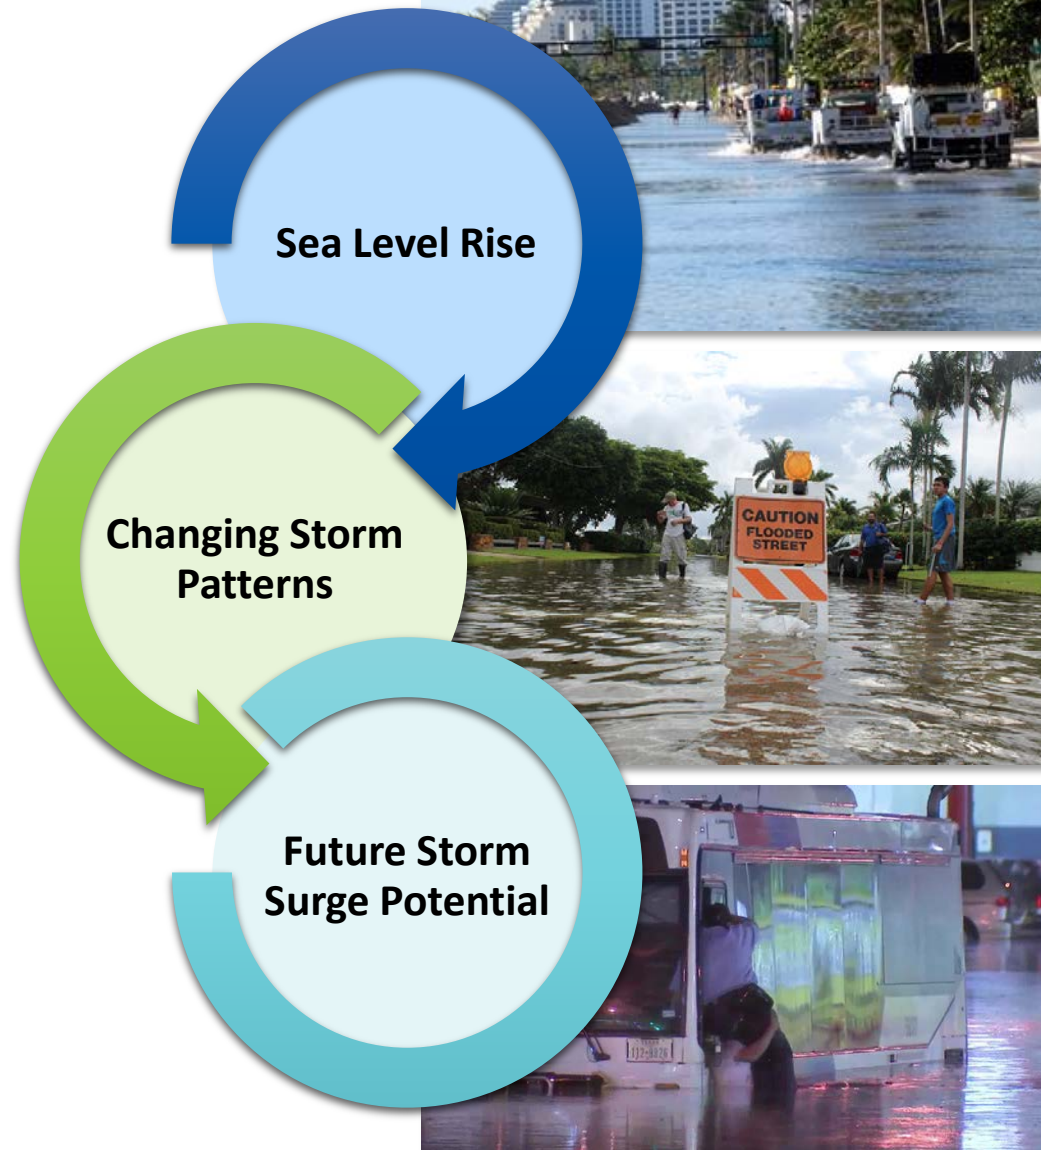 Sea Level Rise
Changing Storm
Patterns
CAUTION
FLOODED
STREET
Future Storm
Surge Potential